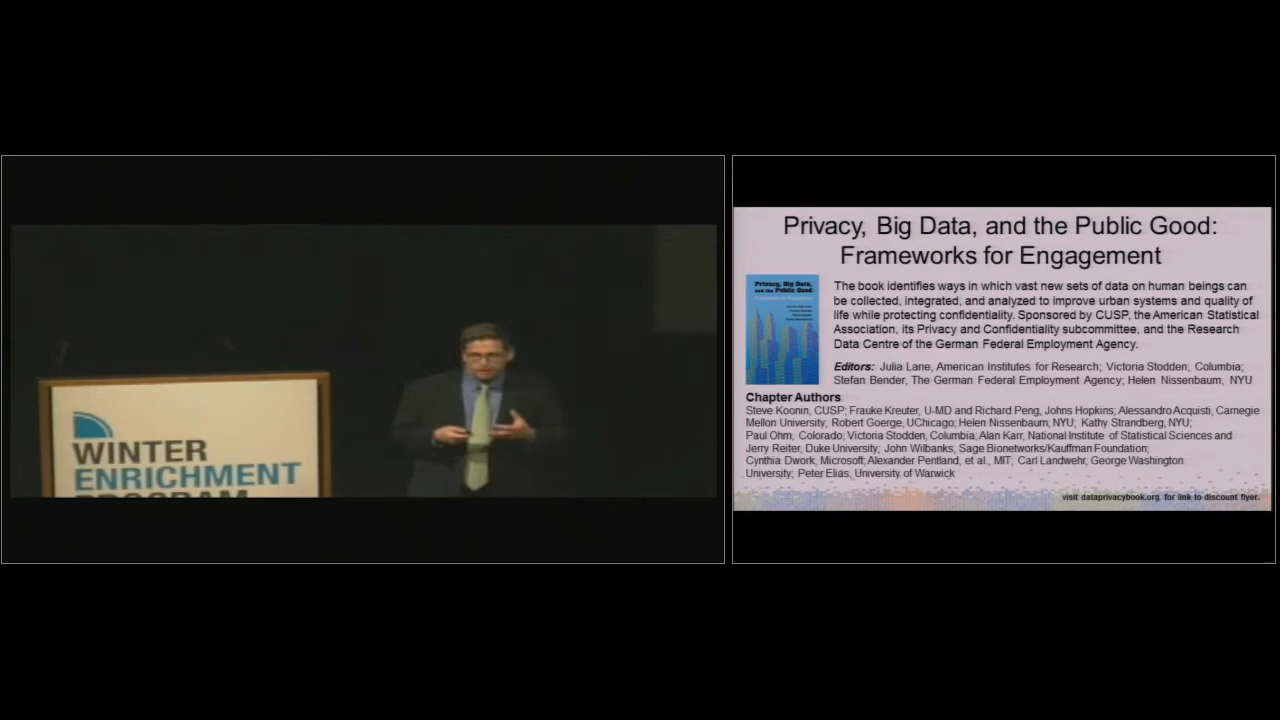 WINTER
ENRICHMENT
PROGRAM
Privacy, Big Data, and the Public Good:
Frameworks for Engagement
Privacy, Big Data,
and the Public Good
The book identifies ways in which vast new sets of data on human beings can
be collected, integrated, and analyzed to improve urban systems and quality of
life while protecting confidentiality. Sponsored by CUSP, the American Statistical
Association, its Privacy and Confidentiality subcommittee, and the Research
Data Centre of the German Federal Employment Agency.
Editors: Julia Lane, American Institutes for Research; Victoria Stodden, Columbia;
Stefan Bender, The German Federal Employment Agency; Helen Nissenbaum, NYU
Chapter Authors
Steve Koonin, CUSP; Frauke Kreuter, U-MD and Richard Peng, Johns Hopkins; Alessandro Acquisti, Carnegie
Mellon University; Robert Goerge, UChicago; Helen Nissenbaum, NYU; Kathy Strandberg, NYU;
Paul Ohm, Colorado; Victoria Stodden, Columbia; Alan Karr, National Institute of Statistical Sciences and
Jerry Reiter, Duke University; John Wilbanks, Sage Bionetworks/Kauffman Foundation;
Cynthia Dwork, Microsoft; Alexander Pentland, et al., MIT; Carl Landwehr, George Washington
University; Peter Elias, University of Warwick
visit dataprivacybook.org for link to discount flyer.